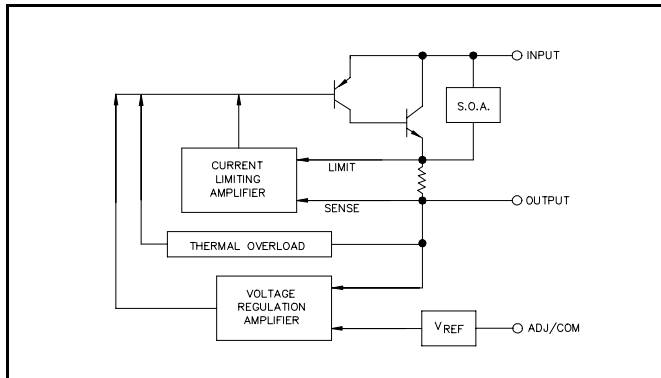 INPUT
S.O.A.
CURRENT
LIMITING
AMPLIFIER
LIMIT
SENSE
OUTPUT
THERMAL OVERLOAD
VOLTAGE
REGULATION
AMPLIFIER
VREF
ADJ/COM